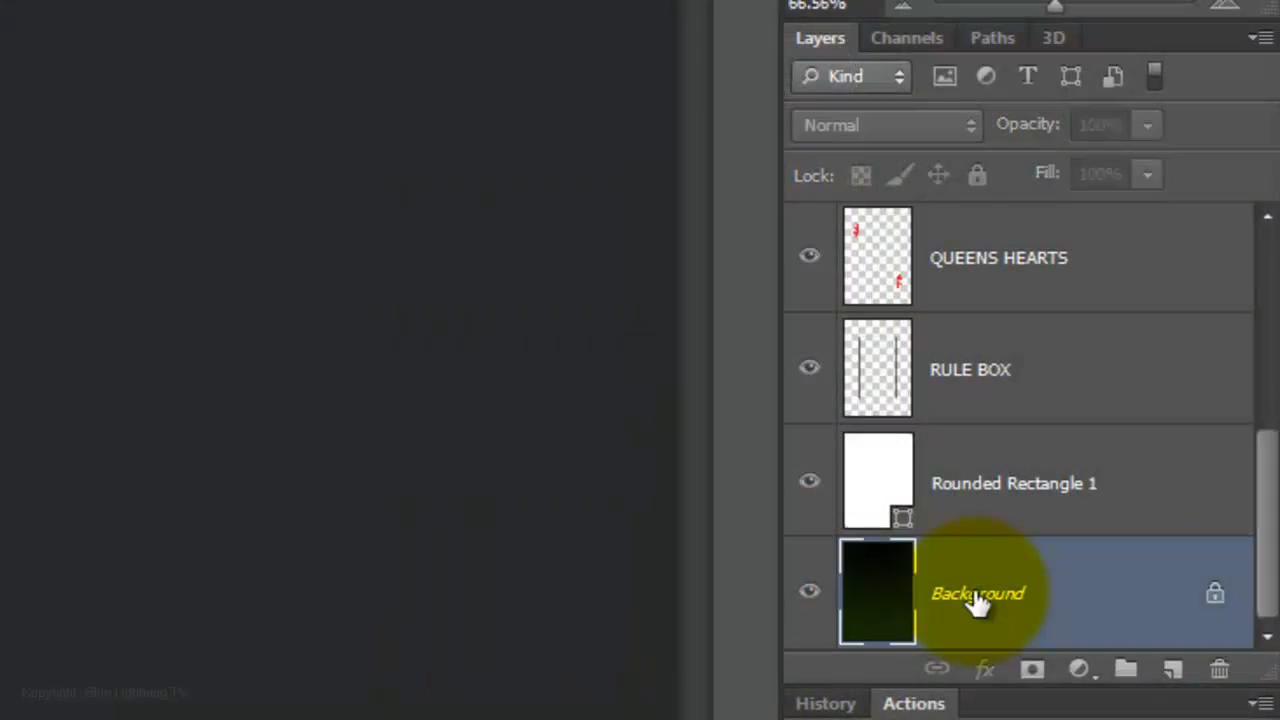 66.56%
Layers Channels Paths 3D
Kind
Normal Opacity: 100%
Lock: Fill: 100%
QUEENS HEARTS
RULE BOX
Rounded Rectangle 1
Background
fx
History Actions